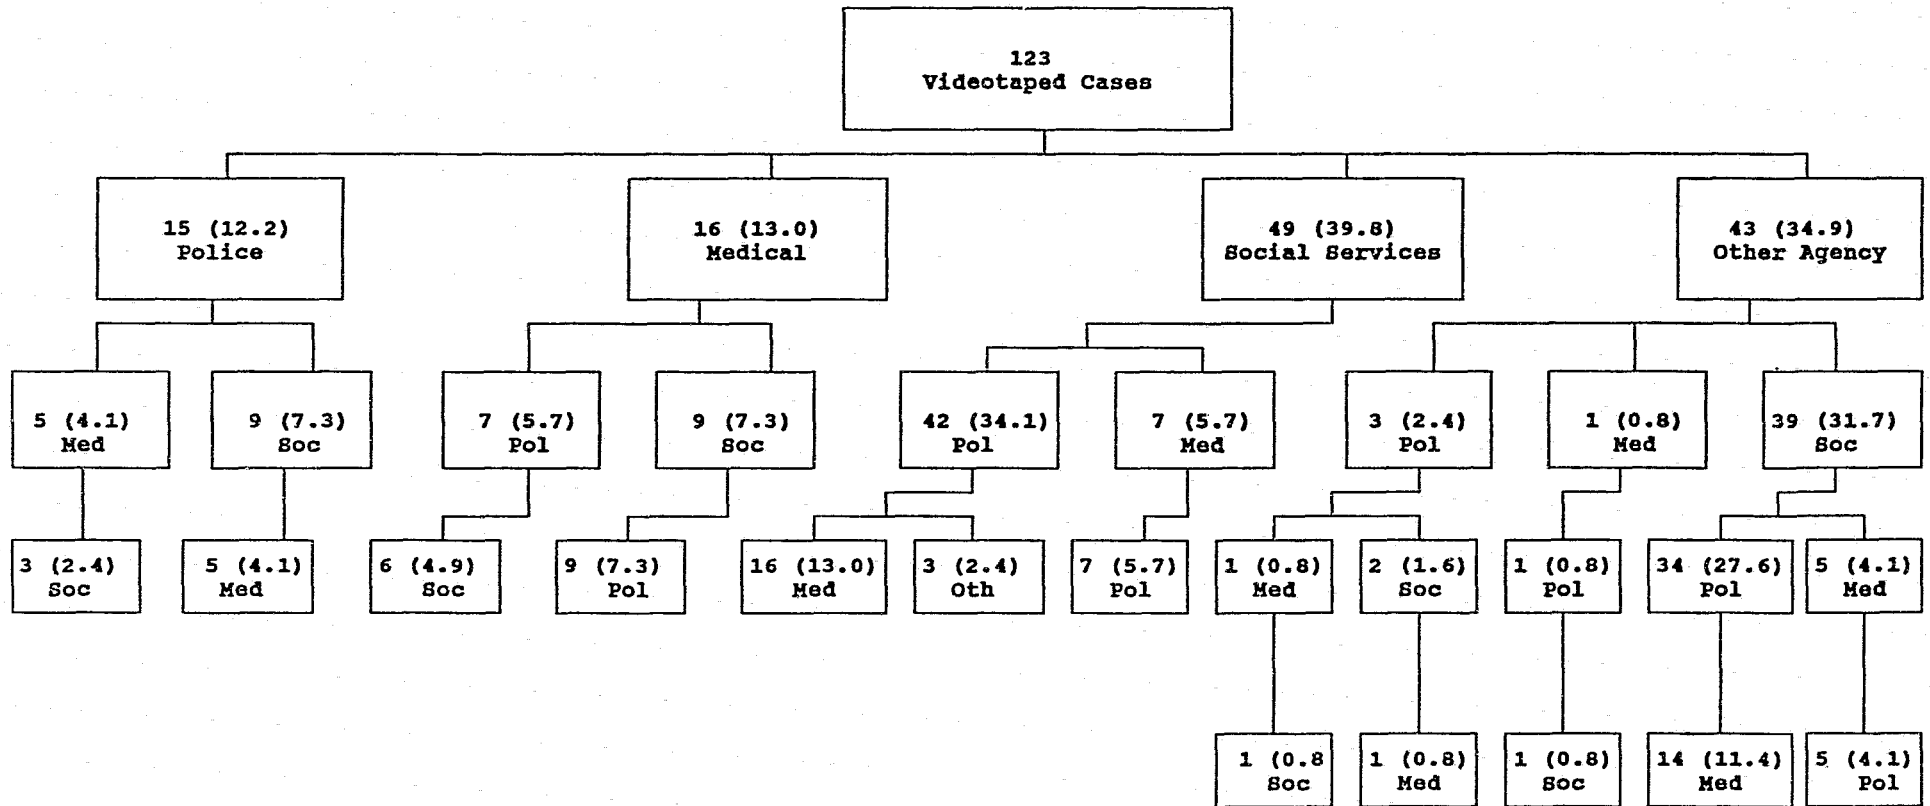 123
Videotaped Cases
15 (12.2)
Police
16 (13.0)
Medical
49 (39.8)
Social Services
43 (34.9)
Other Agency
5 (4.1)
Med
9 (7.3)
Soc
7 (5.7)
Pol
9 (7.3)
Soc
42 (34.1)
Pol
7 (5.7)
Med
3 (2.4)
Pol
1 (0.8)
Med
39 (31.7)
Soc
3 (2.4)
Soc
5 (4.1)
Med
6 (4.9)
Soc
9 (7.3)
Pol
16 (13.0)
Med
3 (2.4)
Oth
7 (5.7)
Pol
1 (0.8)
Med
2 (1.6)
Soc
1 (0.8)
Pol
34 (27.6)
Pol
5 (4.1)
Med
1 (0.8
Soc
1 (0.8)
Med
1 (0.8)
Soc
14 (11.4)
Med
5 (4.1)
Pol